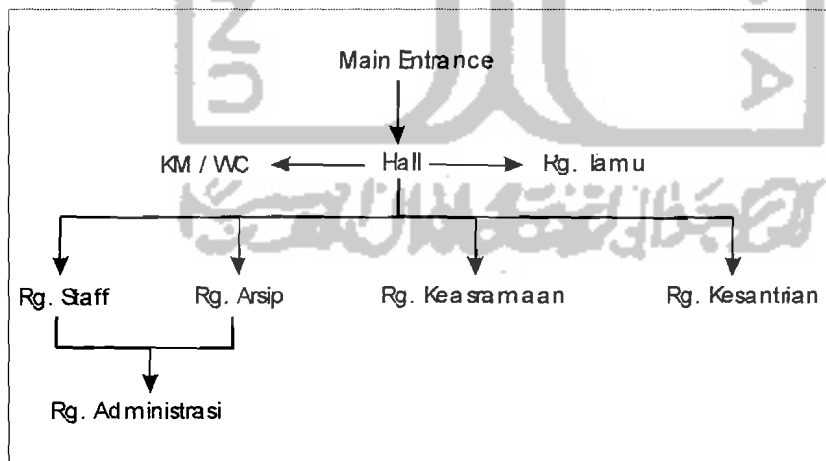 Main Entrance
KM / WC Hall Rg. Tamu
Rg. Staff Rg. Arsip Rg. Keasramaan Rg. Kesantrian
Rg. Administrasi